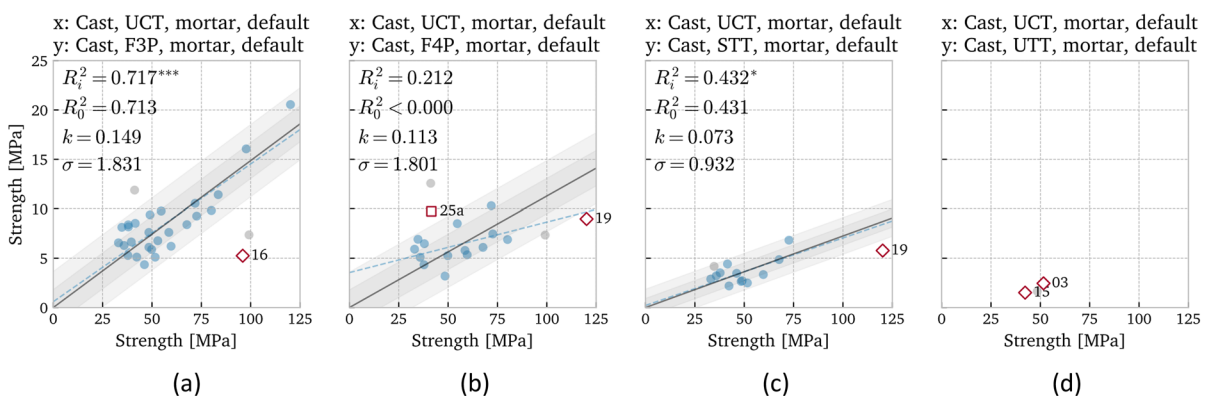 x: Cast, UCT, mortar, default
y: Cast, F3P, mortar, default
Strength [MPa]
25
20
15
10
5
0
R_i^2 = 0.717***
R_0^2 = 0.713
k = 0.149
σ = 1.831
16
0 25 50 75 100 125
Strength [MPa]
(a)
x: Cast, UCT, mortar, default
y: Cast, F4P, mortar, default
R_i^2 = 0.212
R_0^2 < 0.000
k = 0.113
σ = 1.801
25a
19
0 25 50 75 100 125
Strength [MPa]
(b)
x: Cast, UCT, mortar, default
y: Cast, STT, mortar, default
R_i^2 = 0.432*
R_0^2 = 0.431
k = 0.073
σ = 0.932
19
0 25 50 75 100 125
Strength [MPa]
(c)
x: Cast, UCT, mortar, default
y: Cast, UTT, mortar, default
03
15
0 25 50 75 100 125
Strength [MPa]
(d)